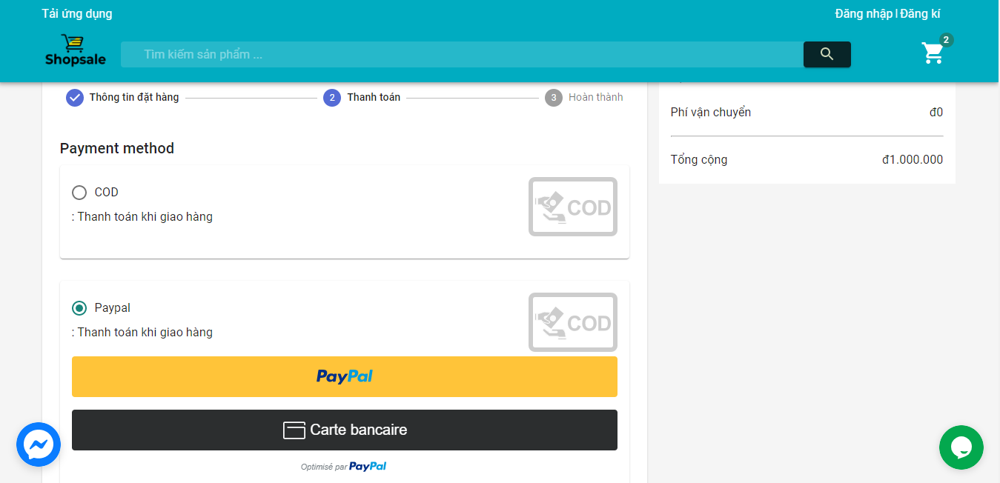 Tải ứng dụng
Đăng nhập | Đăng kí
Shopsale
Tìm kiếm sản phẩm ...
2
Thông tin đặt hàng
2 Thanh toán
3 Hoàn thành
Phí vận chuyển đ0
Tổng cộng đ1.000.000
Payment method
COD
: Thanh toán khi giao hàng
COD
Paypal
: Thanh toán khi giao hàng
COD
PayPal
Carte bancaire
Optimisé par PayPal